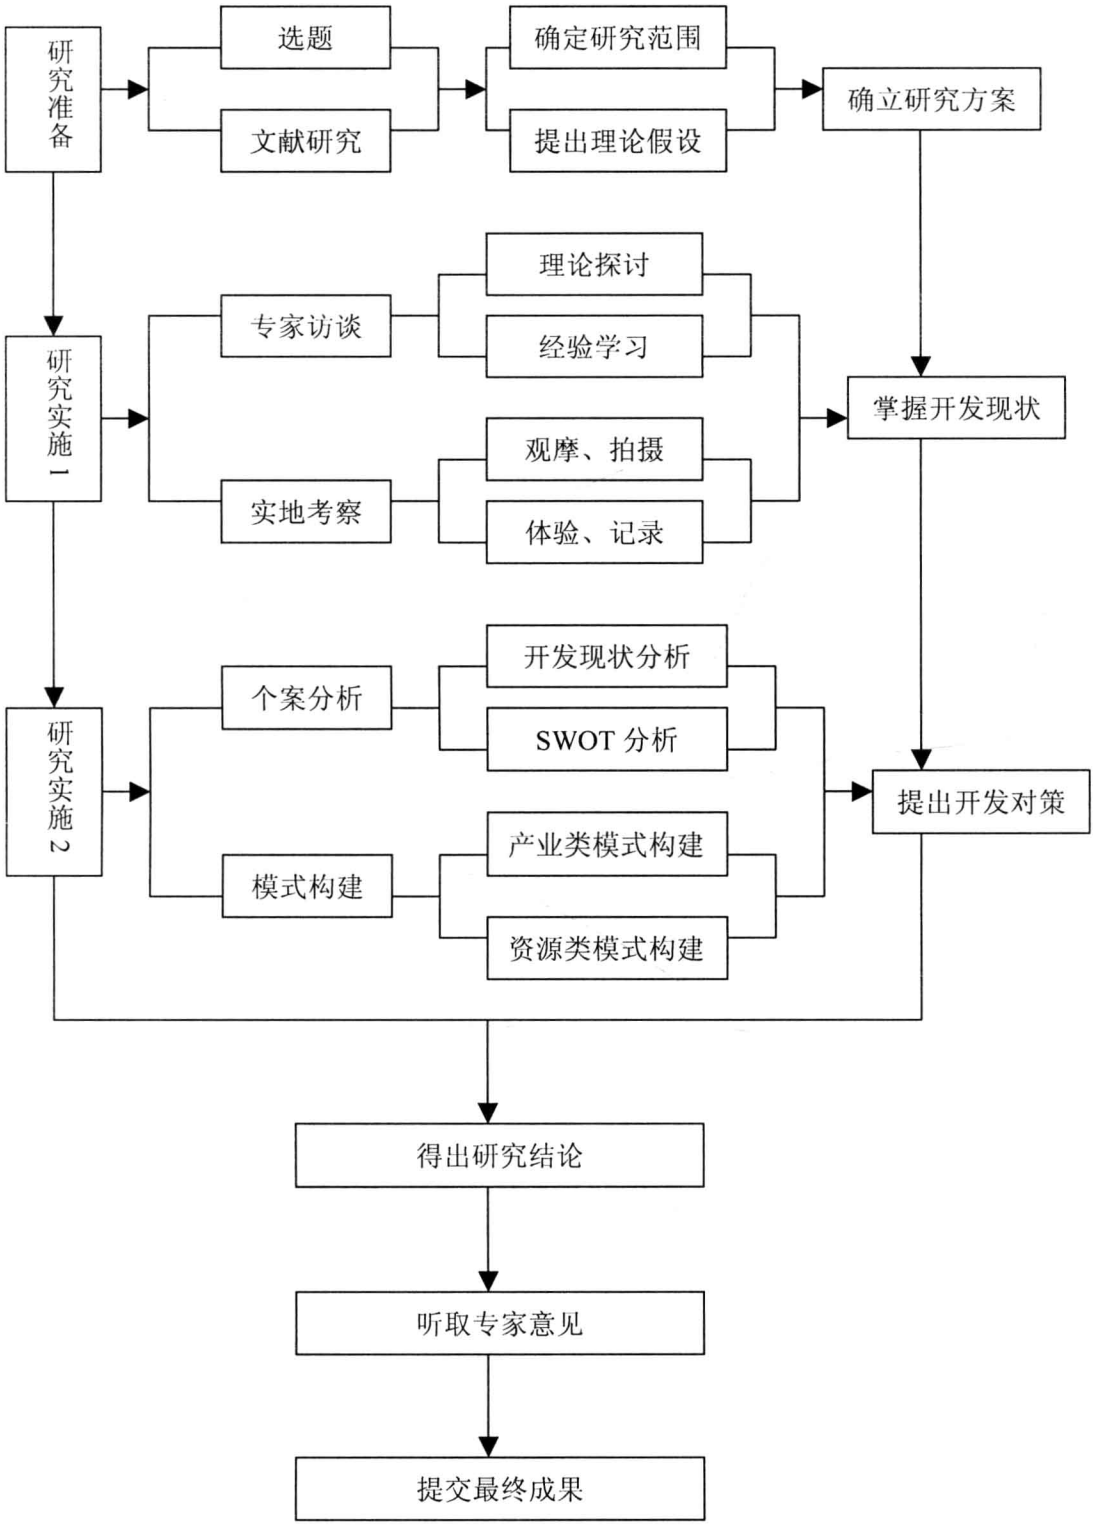 研究准备
选题
文献研究
确定研究范围
提出理论假设
确立研究方案
研究实施1
专家访谈
实地考察
理论探讨
经验学习
观摩、拍摄
体验、记录
掌握开发现状
研究实施2
个案分析
模式构建
开发现状分析
SWOT 分析
产业类模式构建
资源类模式构建
提出开发对策
得出研究结论
听取专家意见
提交最终成果